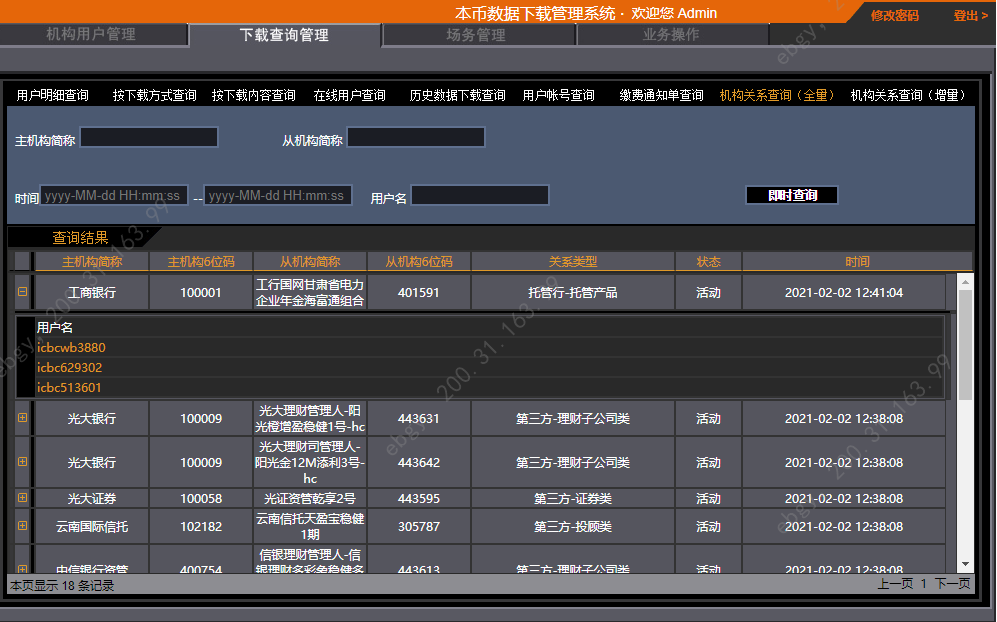 本币数据下载管理系统 · 欢迎您 Admin
修改密码 登出 >
机构用户管理 下载查询管理 场务管理 业务操作
用户明细查询 按下载方式查询 按下载内容查询 在线用户查询 历史数据下载查询 用户帐号查询 缴费通知单查询 机构关系查询（全量） 机构关系查询（增量）
主机构简称 从机构简称
时间 yyyy-MM-dd HH:mm:ss -- yyyy-MM-dd HH:mm:ss 用户名 即时查询
查询结果
主机构简称 主机构6位码 从机构简称 从机构6位码 关系类型 状态 时间
工商银行 100001 工行国网甘肃省电力企业年金海富通组合 401591 托管行-托管产品 活动 2021-02-02 12:41:04
用户名
icbcwb3880
icbc629302
icbc513601
光大银行 100009 光大理财管理人-阳光橙增盈稳健1号-hc 443631 第三方-理财子公司类 活动 2021-02-02 12:38:08
光大银行 100009 光大理财司管理人-阳光金12M添利3号-hc 443642 第三方-理财子公司类 活动 2021-02-02 12:38:08
光大证券 100058 光证资管乾享2号 443595 第三方-证券类 活动 2021-02-02 12:38:08
云南国际信托 102182 云南信托天盈宝稳健1期 305787 第三方-投顾类 活动 2021-02-02 12:38:08
中信银行资管 400754 信银理财管理人-信银理财多彩象稳健多 443613 第三方-理财子公司类 活动 2021-02-02 12:38:08
本页显示 18 条记录 上一页 1 下一页